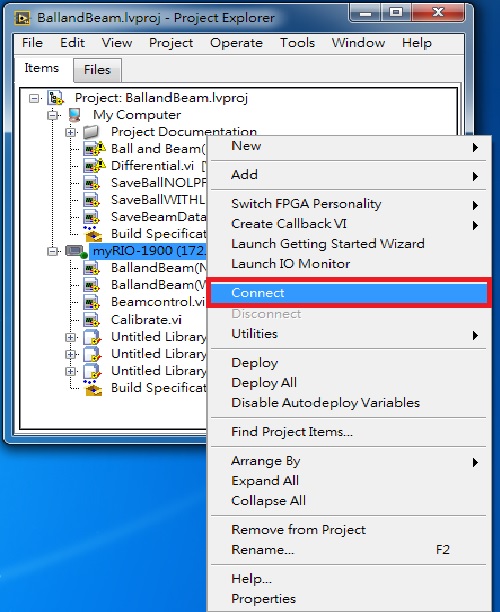 BallandBeam.lvproj - Project Explorer
File Edit View Project Operate Tools Window Help
Items Files
Project: BallandBeam.lvproj
My Computer
Project Documentation
Ball and Beam(
Differential.vi
SaveBallNOLPF
SaveBallWITHL
SaveBeamData
Build Specificat
myRIO-1900 (172.
BallandBeam(N
BallandBeam(W
Beamcontrol.vi
Calibrate.vi
Untitled Library
Untitled Library
Untitled Library
Build Specificat
New
Add
Switch FPGA Personality
Create Callback VI
Launch Getting Started Wizard
Launch IO Monitor
Connect
Disconnect
Utilities
Deploy
Deploy All
Disable Autodeploy Variables
Find Project Items...
Arrange By
Expand All
Collapse All
Remove from Project
Rename... F2
Help...
Properties